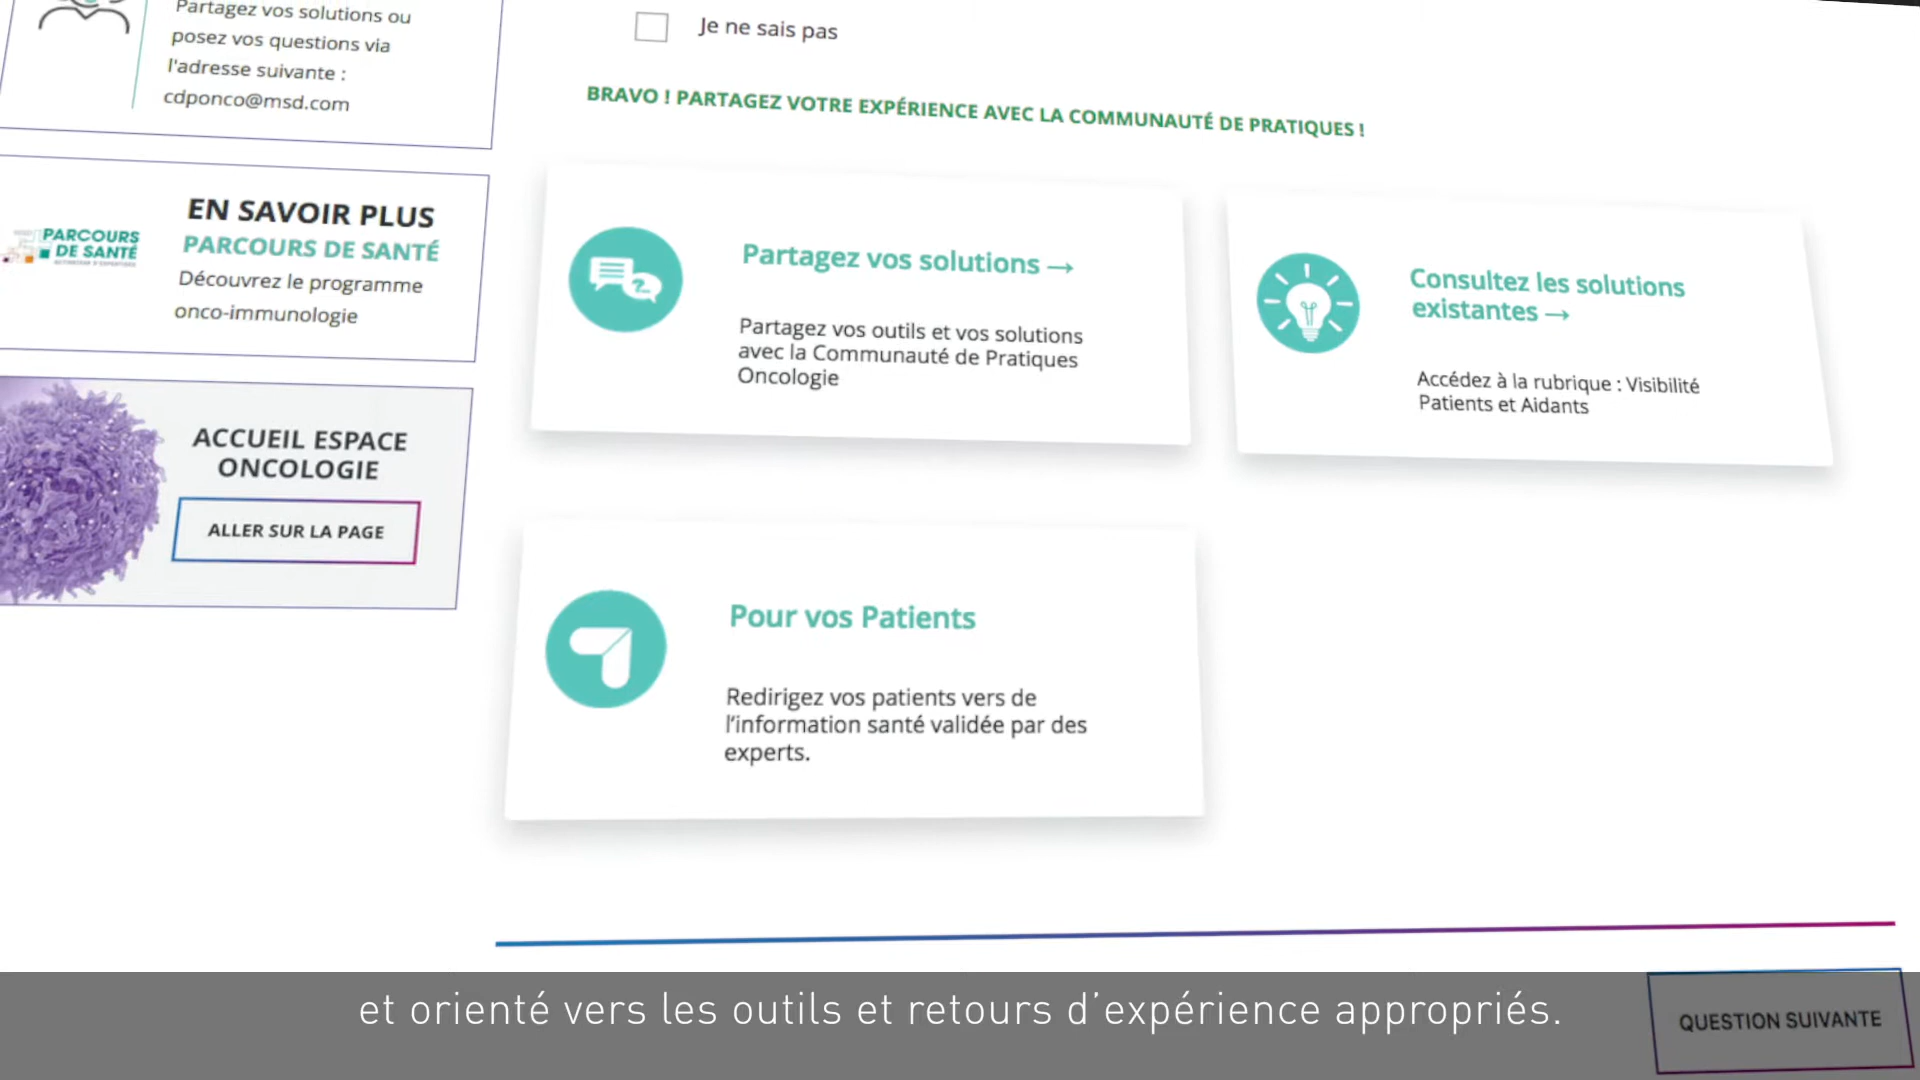 Partagez vos solutions ou
posez vos questions via
l'adresse suivante :
cdponco@msd.com
PARCOURS
DE SANTÉ
EN SAVOIR PLUS
PARCOURS DE SANTÉ
Découvrez le programme
onco-immunologie
ACCUEIL ESPACE
ONCOLOGIE
ALLER SUR LA PAGE
Je ne sais pas
BRAVO ! PARTAGEZ VOTRE EXPÉRIENCE AVEC LA COMMUNAUTÉ DE PRATIQUES !
Partagez vos solutions →
Partagez vos outils et vos solutions
avec la Communauté de Pratiques
Oncologie
Consultez les solutions
existantes →
Accédez à la rubrique : Visibilité
Patients et Aidants
Pour vos Patients
Redirigez vos patients vers de
l'information santé validée par des
experts.
et orienté vers les outils et retours d'expérience appropriés.
QUESTION SUIVANTE